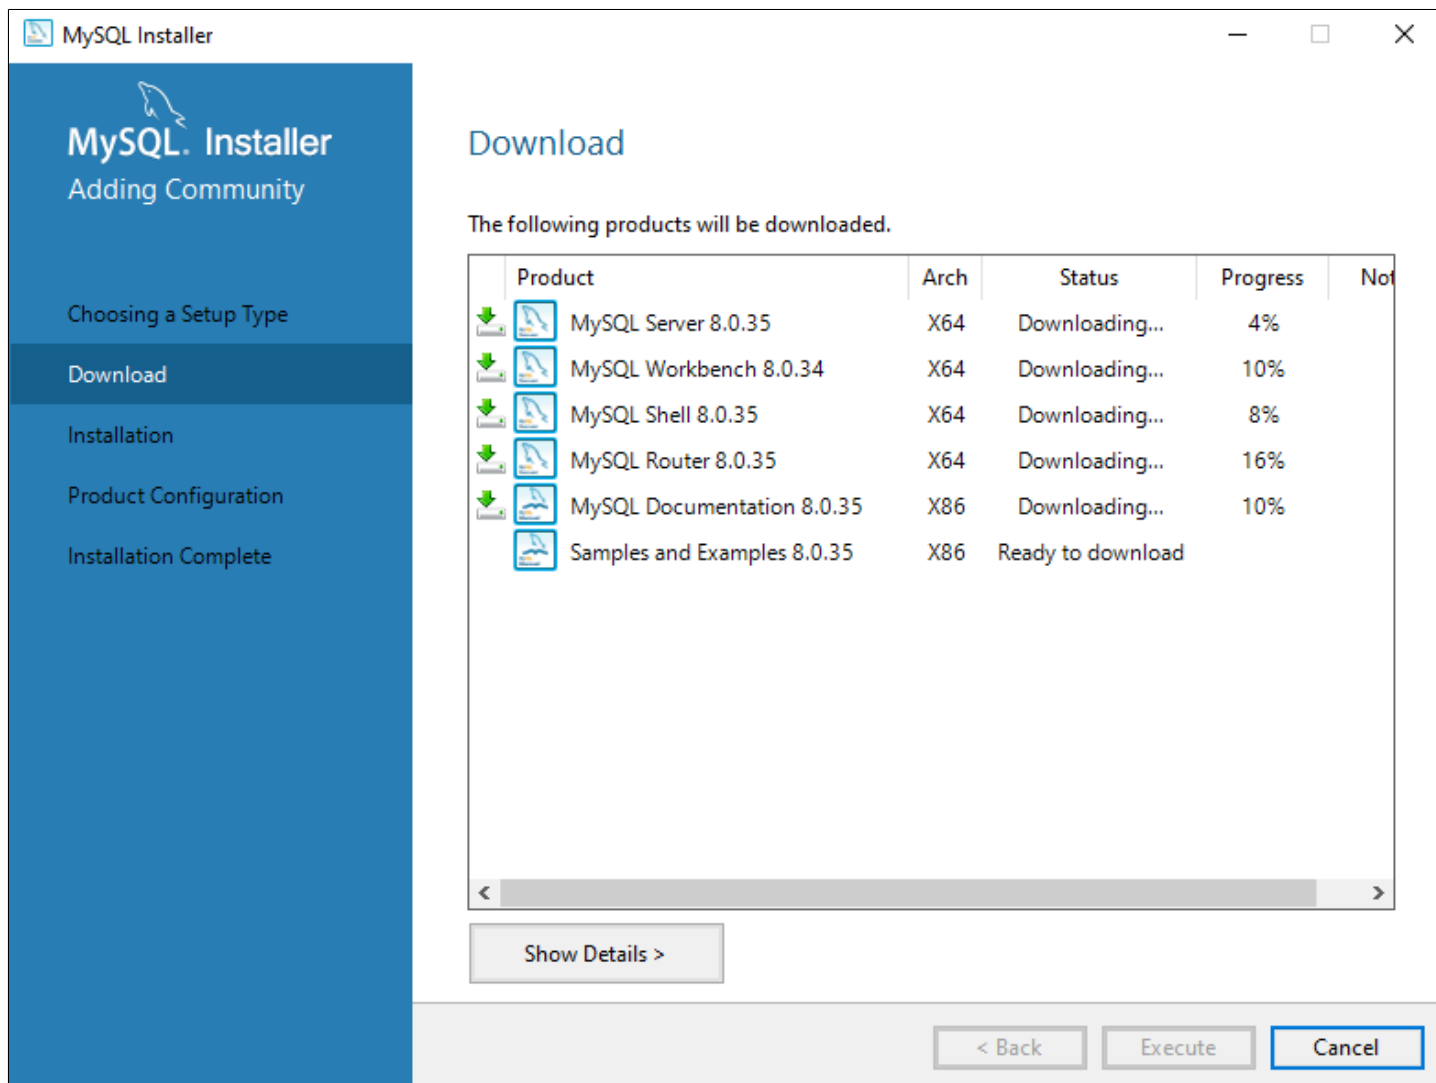 MySQL Installer
MySQL. Installer
Adding Community
Choosing a Setup Type
Download
Installation
Product Configuration
Installation Complete
Download
The following products will be downloaded.
Product Arch Status Progress Not
MySQL Server 8.0.35 X64 Downloading... 4%
MySQL Workbench 8.0.34 X64 Downloading... 10%
MySQL Shell 8.0.35 X64 Downloading... 8%
MySQL Router 8.0.35 X64 Downloading... 16%
MySQL Documentation 8.0.35 X86 Downloading... 10%
Samples and Examples 8.0.35 X86 Ready to download
Show Details >
< Back Execute Cancel